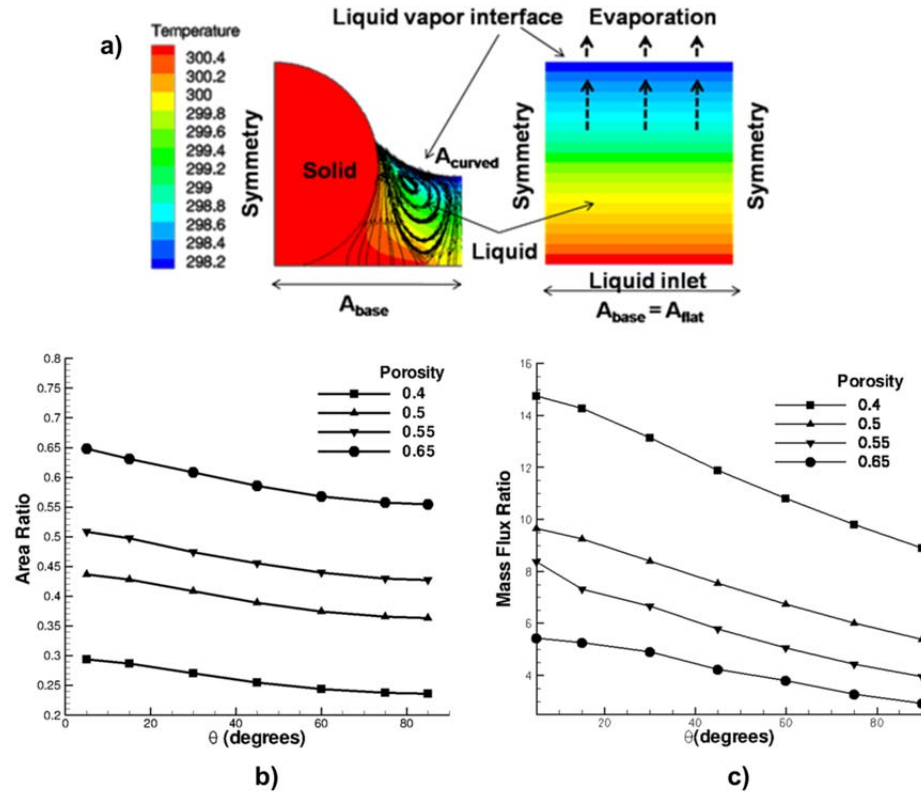 a)
Liquid vapor interface
Evaporation
Temperature
300.4
300.2
300
299.8
299.6
299.4
299.2
299
298.8
298.6
298.4
298.2
Symmetry
Solid
Acurved
Liquid
Abase
Symmetry
Symmetry
Liquid inlet
Abase = Aflat
Area Ratio
0.8
0.75
0.7
0.65
0.6
0.55
0.5
0.45
0.4
0.35
0.3
0.25
0.2
0
20
40
60
80
θ (degrees)
Porosity
0.4
0.5
0.55
0.65
b)
Mass Flux Ratio
16
14
12
10
8
6
4
20
40
60
80
θ(degrees)
Porosity
0.4
0.5
0.55
0.65
c)